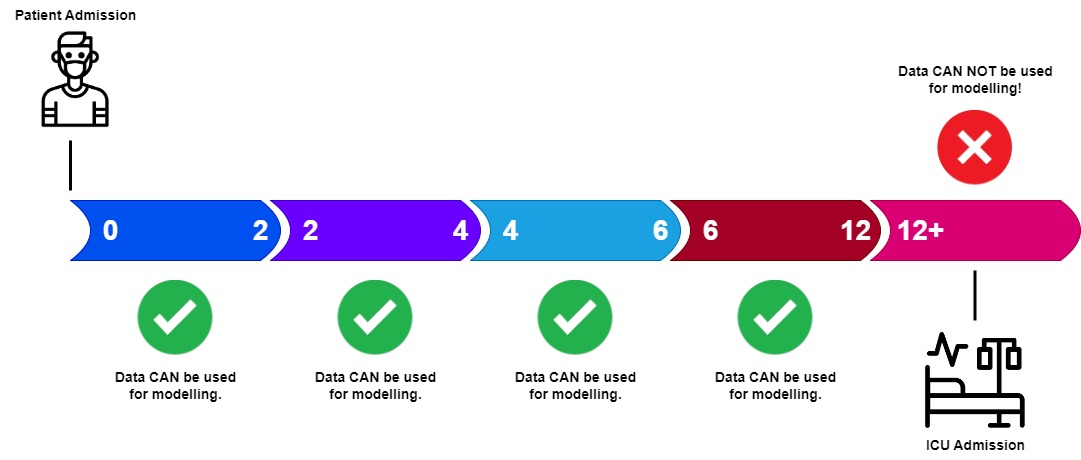 Patient Admission
Data CAN NOT be used
for modelling!
0 2 2 4 4 6 6 12 12+
Data CAN be used
for modelling.
Data CAN be used
for modelling.
Data CAN be used
for modelling.
Data CAN be used
for modelling.
ICU Admission